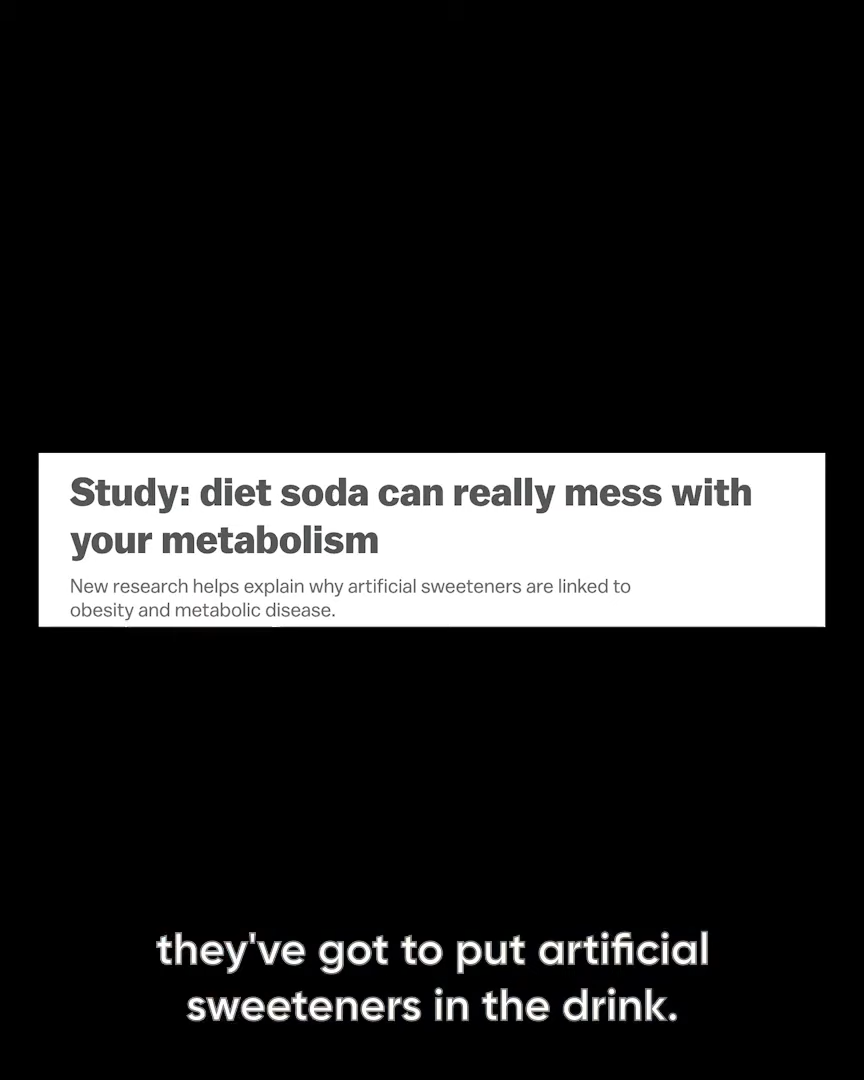 Study: diet soda can really mess with
your metabolism
New research helps explain why artificial sweeteners are linked to
obesity and metabolic disease.
they've got to put artificial
sweeteners in the drink.